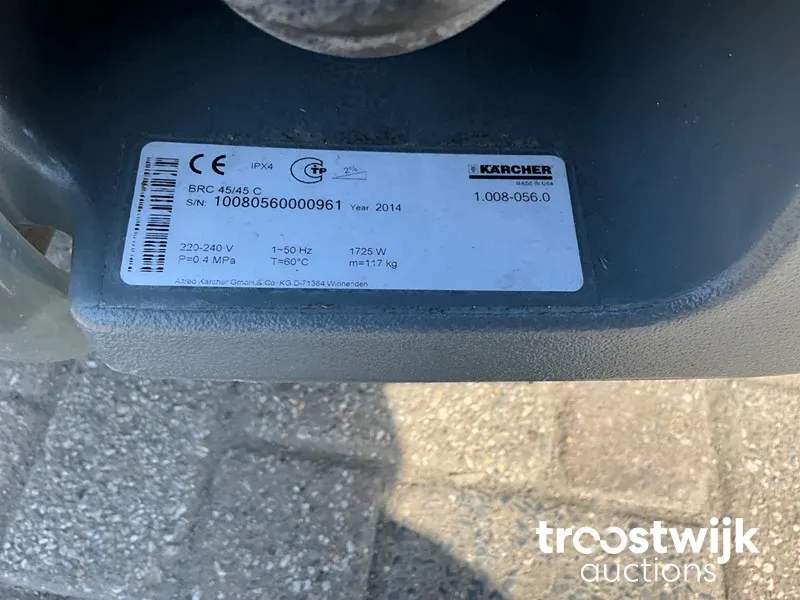 CE IPX4 2%
KÄRCHER
MADE IN USA
BRC 45/45 C
1.008-056.0
S/N: 10080560000961 Year 2014
220-240 V 1~50 Hz 1725 W
P=0.4 MPa T=60°C m=117 kg
Alfred Kärcher GmbH & Co. KG D-71364 Winnenden
troostwijk
auctions